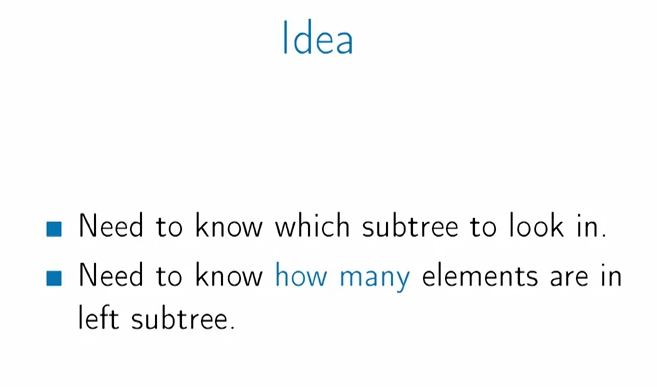 Idea
Need to know which subtree to look in.
Need to know how many elements are in
left subtree.